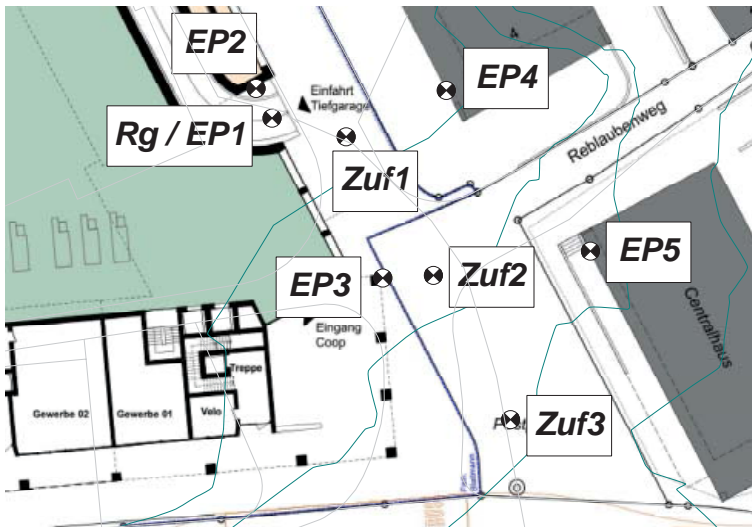 EP2
EP4
Einfahrt
Tiefgarage
Rg / EP1
Reblaubenweg
Zuf1
EP5
EP3
Zuf2
Eingang
Coop
Centralhaus
Treppe
Gewerbe 02
Gewerbe 01
Velo
Zuf3